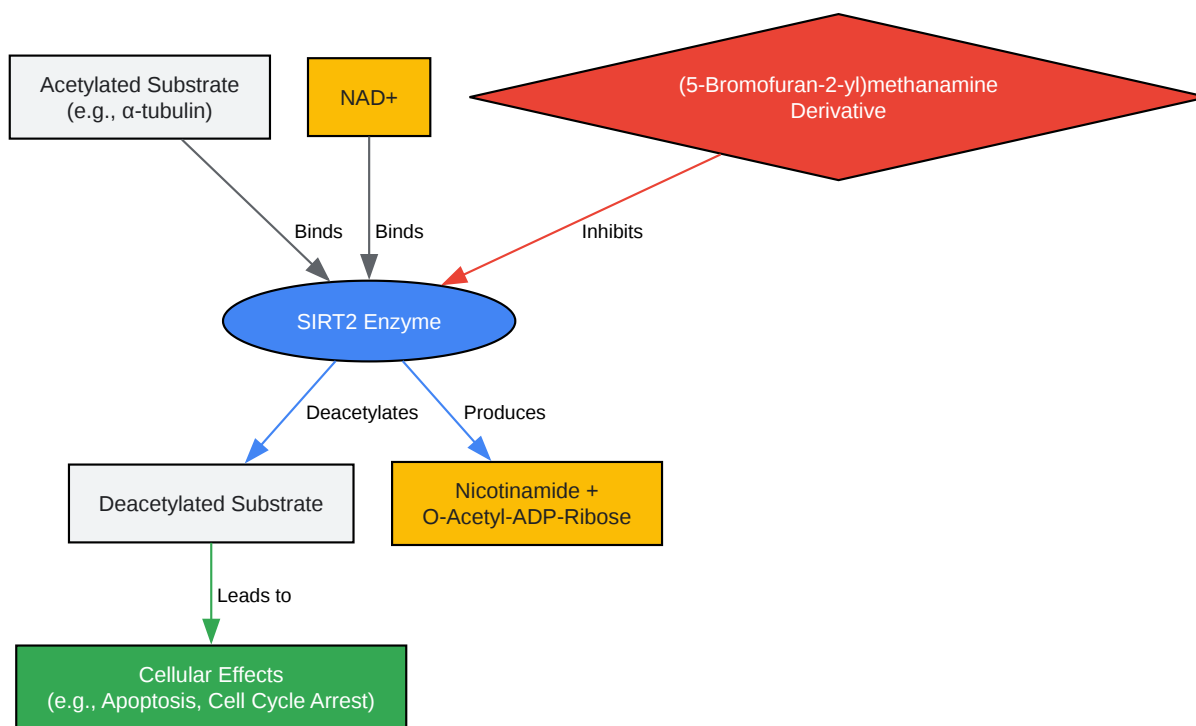 Acetylated Substrate
(e.g., α-tubulin)
NAD+
(5-Bromofuran-2-yl)methanamine
Derivative
Binds
Binds
Inhibits
SIRT2 Enzyme
Deacetylates
Produces
Deacetylated Substrate
Nicotinamide +
O-Acetyl-ADP-Ribose
Leads to
Cellular Effects
(e.g., Apoptosis, Cell Cycle Arrest)